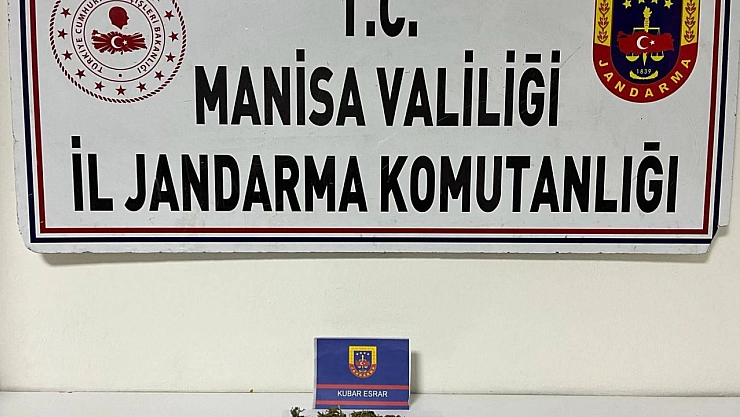 T.C.
MANİSA VALİLİĞİ
İL JANDARMA KOMUTANLIĞI
1839
JANDARMA
KUBAR ESRAR